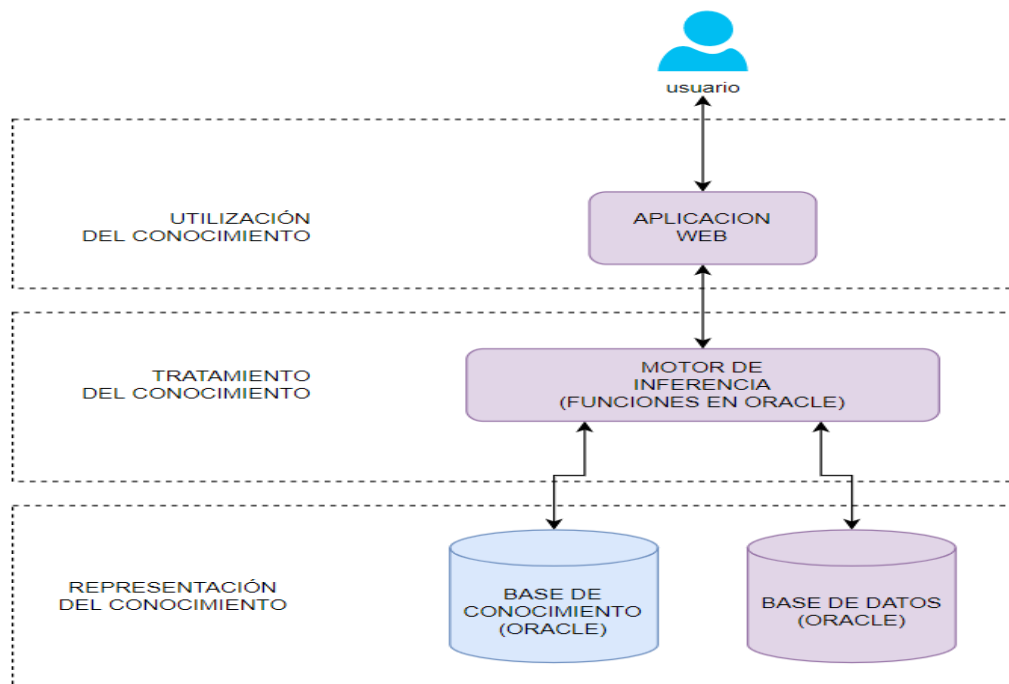 usuario
UTILIZACIÓN
DEL CONOCIMIENTO
APLICACION
WEB
TRATAMIENTO
DEL CONOCIMIENTO
MOTOR DE
INFERENCIA
(FUNCIONES EN ORACLE)
REPRESENTACIÓN
DEL CONOCIMIENTO
BASE DE
CONOCIMIENTO
(ORACLE)
BASE DE DATOS
(ORACLE)